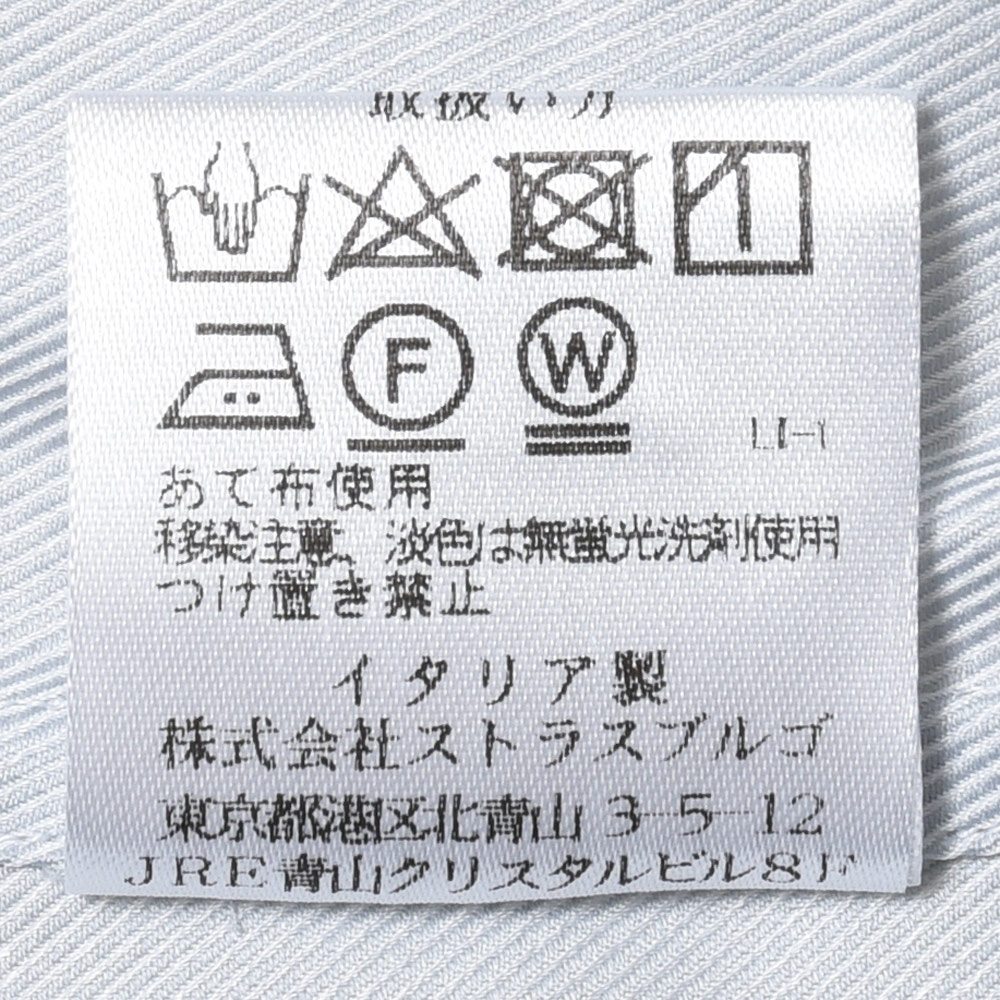 取扱い方
F
W
LI-1
あて布使用
移染注意、淡色は無蛍光洗剤使用
つけ置き禁止
イタリア製
株式会社ストラスブルゴ
東京都港区北青山3-5-12
JRE青山クリスタルビル8F